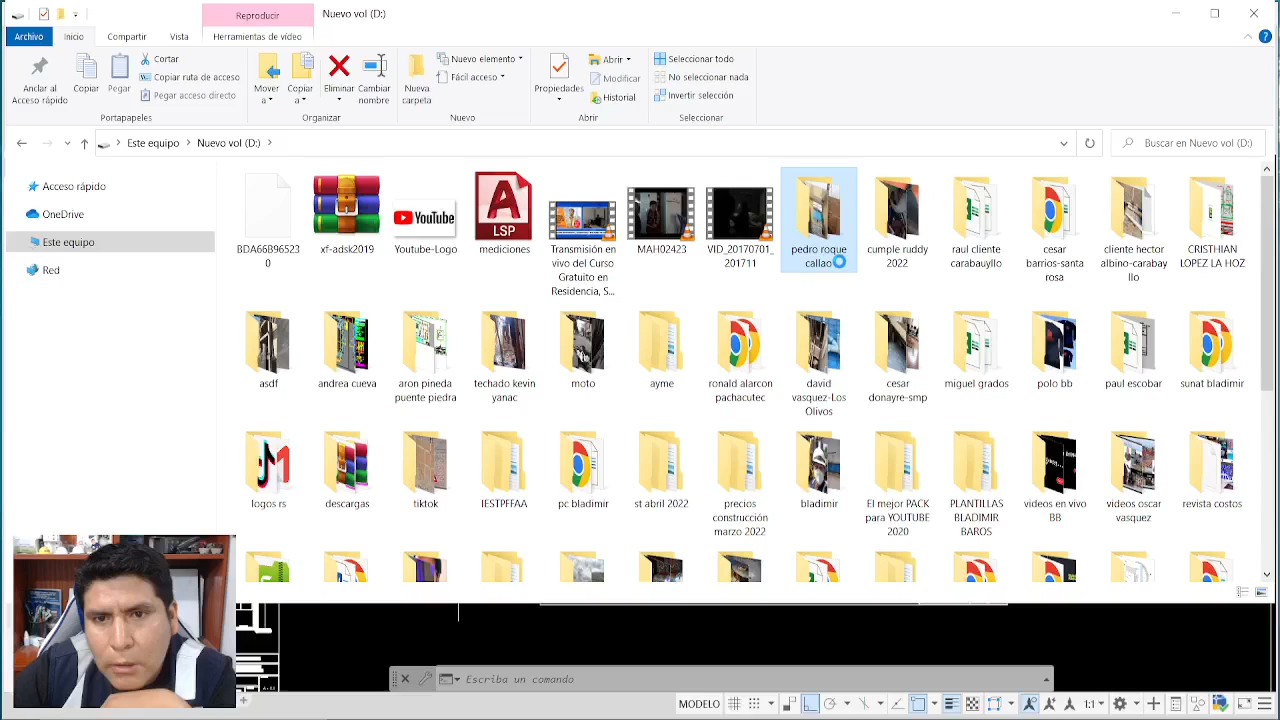 Reproducir
Nuevo vol (D:)
Archivo
Inicio
Compartir
Vista
Herramientas de vídeo
Anclar al
Acceso rápido
Copiar
Pegar
Cortar
Copiar ruta de acceso
Pegar acceso directo
Portapapeles
Mover
a
Copiar
a
Eliminar
Cambiar
nombre
Organizar
Nueva
carpeta
Nuevo elemento
Fácil acceso
Nuevo
Propiedades
Abrir
Modificar
Historial
Abrir
Seleccionar todo
No seleccionar nada
Invertir selección
Seleccionar
Este equipo
Nuevo vol (D:)
Buscar en Nuevo vol (D:)
Acceso rápido
OneDrive
Este equipo
Red
BDA66B96523
0
xf-adsk2019
YouTube
Youtube-Logo
LSP
mediciones
Transmisión en
vivo del Curso
Gratuito en
Residencia, S...
MAH02423
VID_20170701_
201711
pedro roque
callao
cumple ruddy
2022
raul cliente
carabauyllo
cesar
barrios-santa
rosa
cliente hector
albino-carabay
llo
CRISTHIAN
LOPEZ LA HOZ
asdf
andrea cueva
aron pineda
puente piedra
techado kevin
yanac
moto
ayme
ronald alarcon
pachacutec
david
vasquez-Los
Olivos
cesar
donayre-smp
miguel grados
polo bb
paul escobar
sunat bladimir
logos rs
descargas
tiktok
IESTPFFAA
pc bladimir
st abril 2022
precios
construcción
marzo 2022
bladimir
El mejor PACK
para YOUTUBE
2020
PLANTILLAS
BLADIMIR
BAROS
videos en vivo
BB
videos oscar
vasquez
revista costos
Escriba un comando
MODELO
1:1